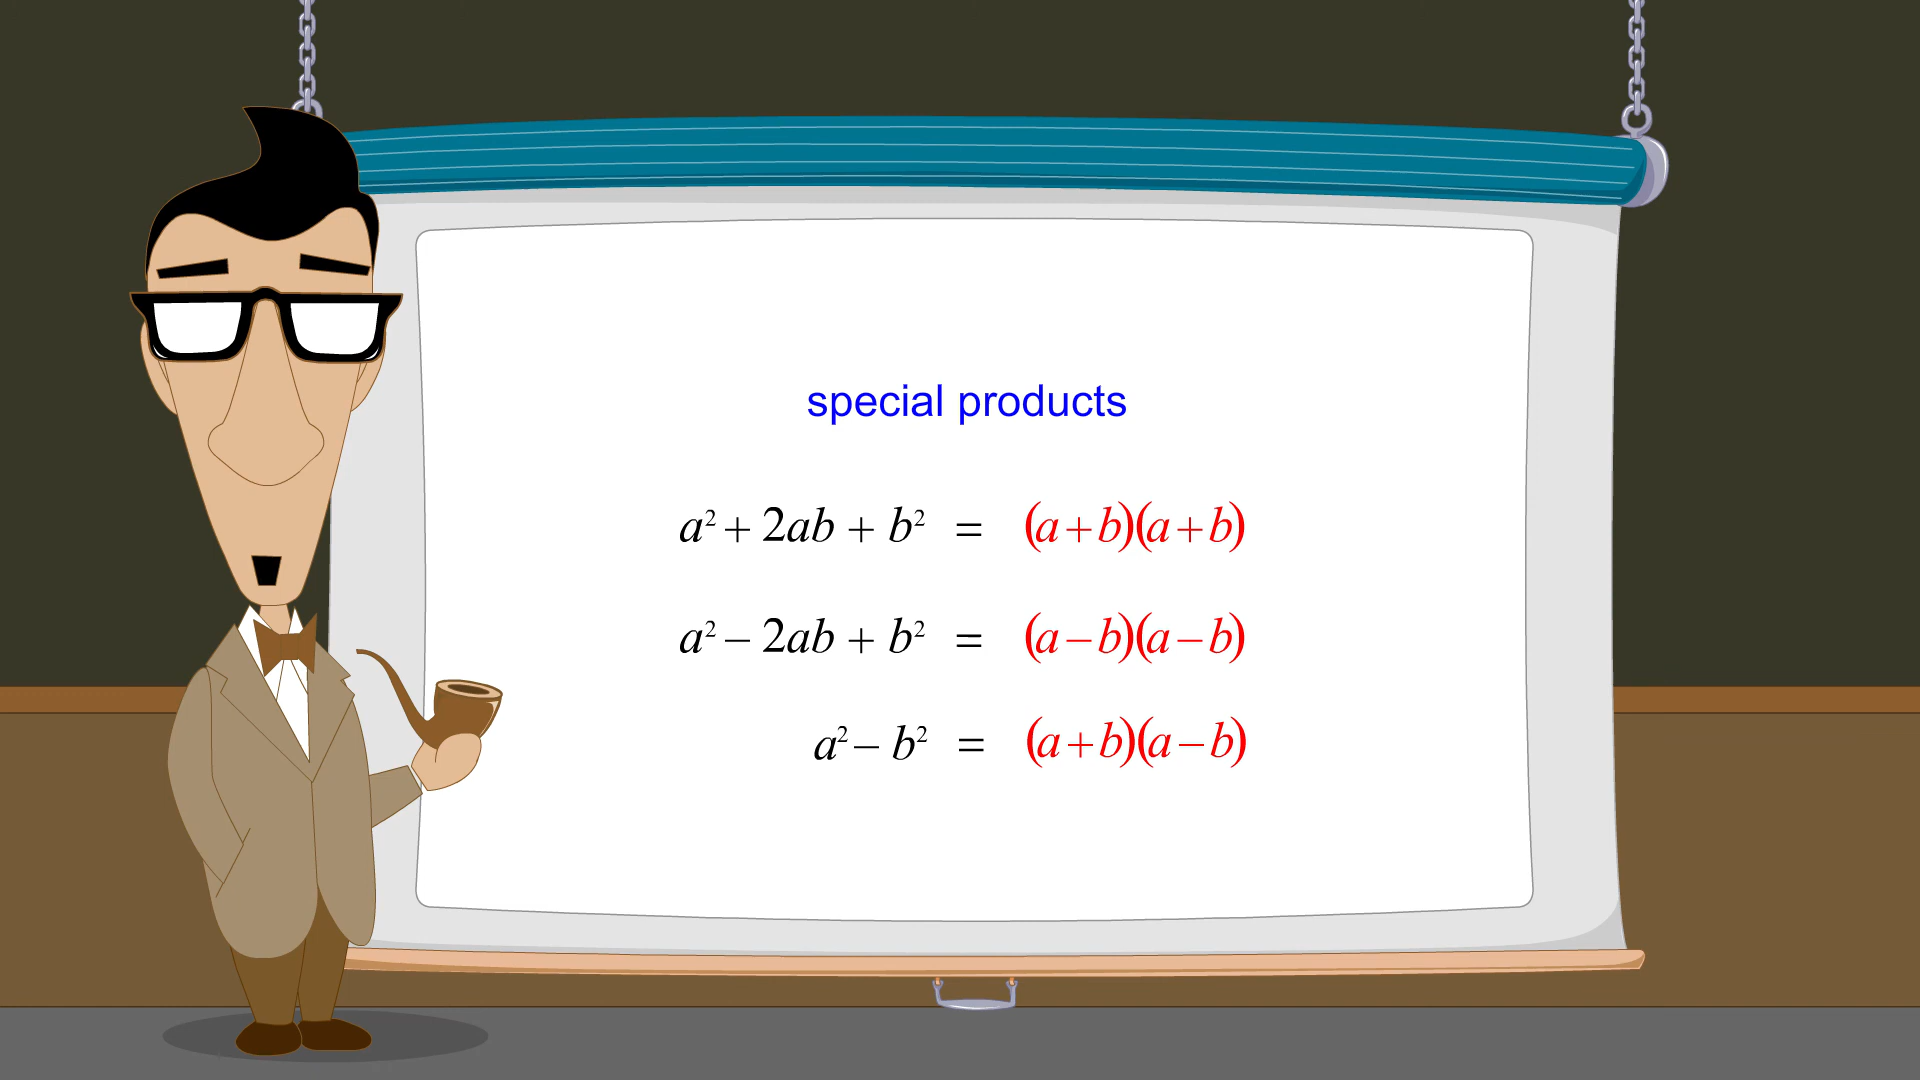 special products
a² + 2ab + b² = (a+b)(a+b)
a² − 2ab + b² = (a−b)(a−b)
a² − b² = (a+b)(a−b)